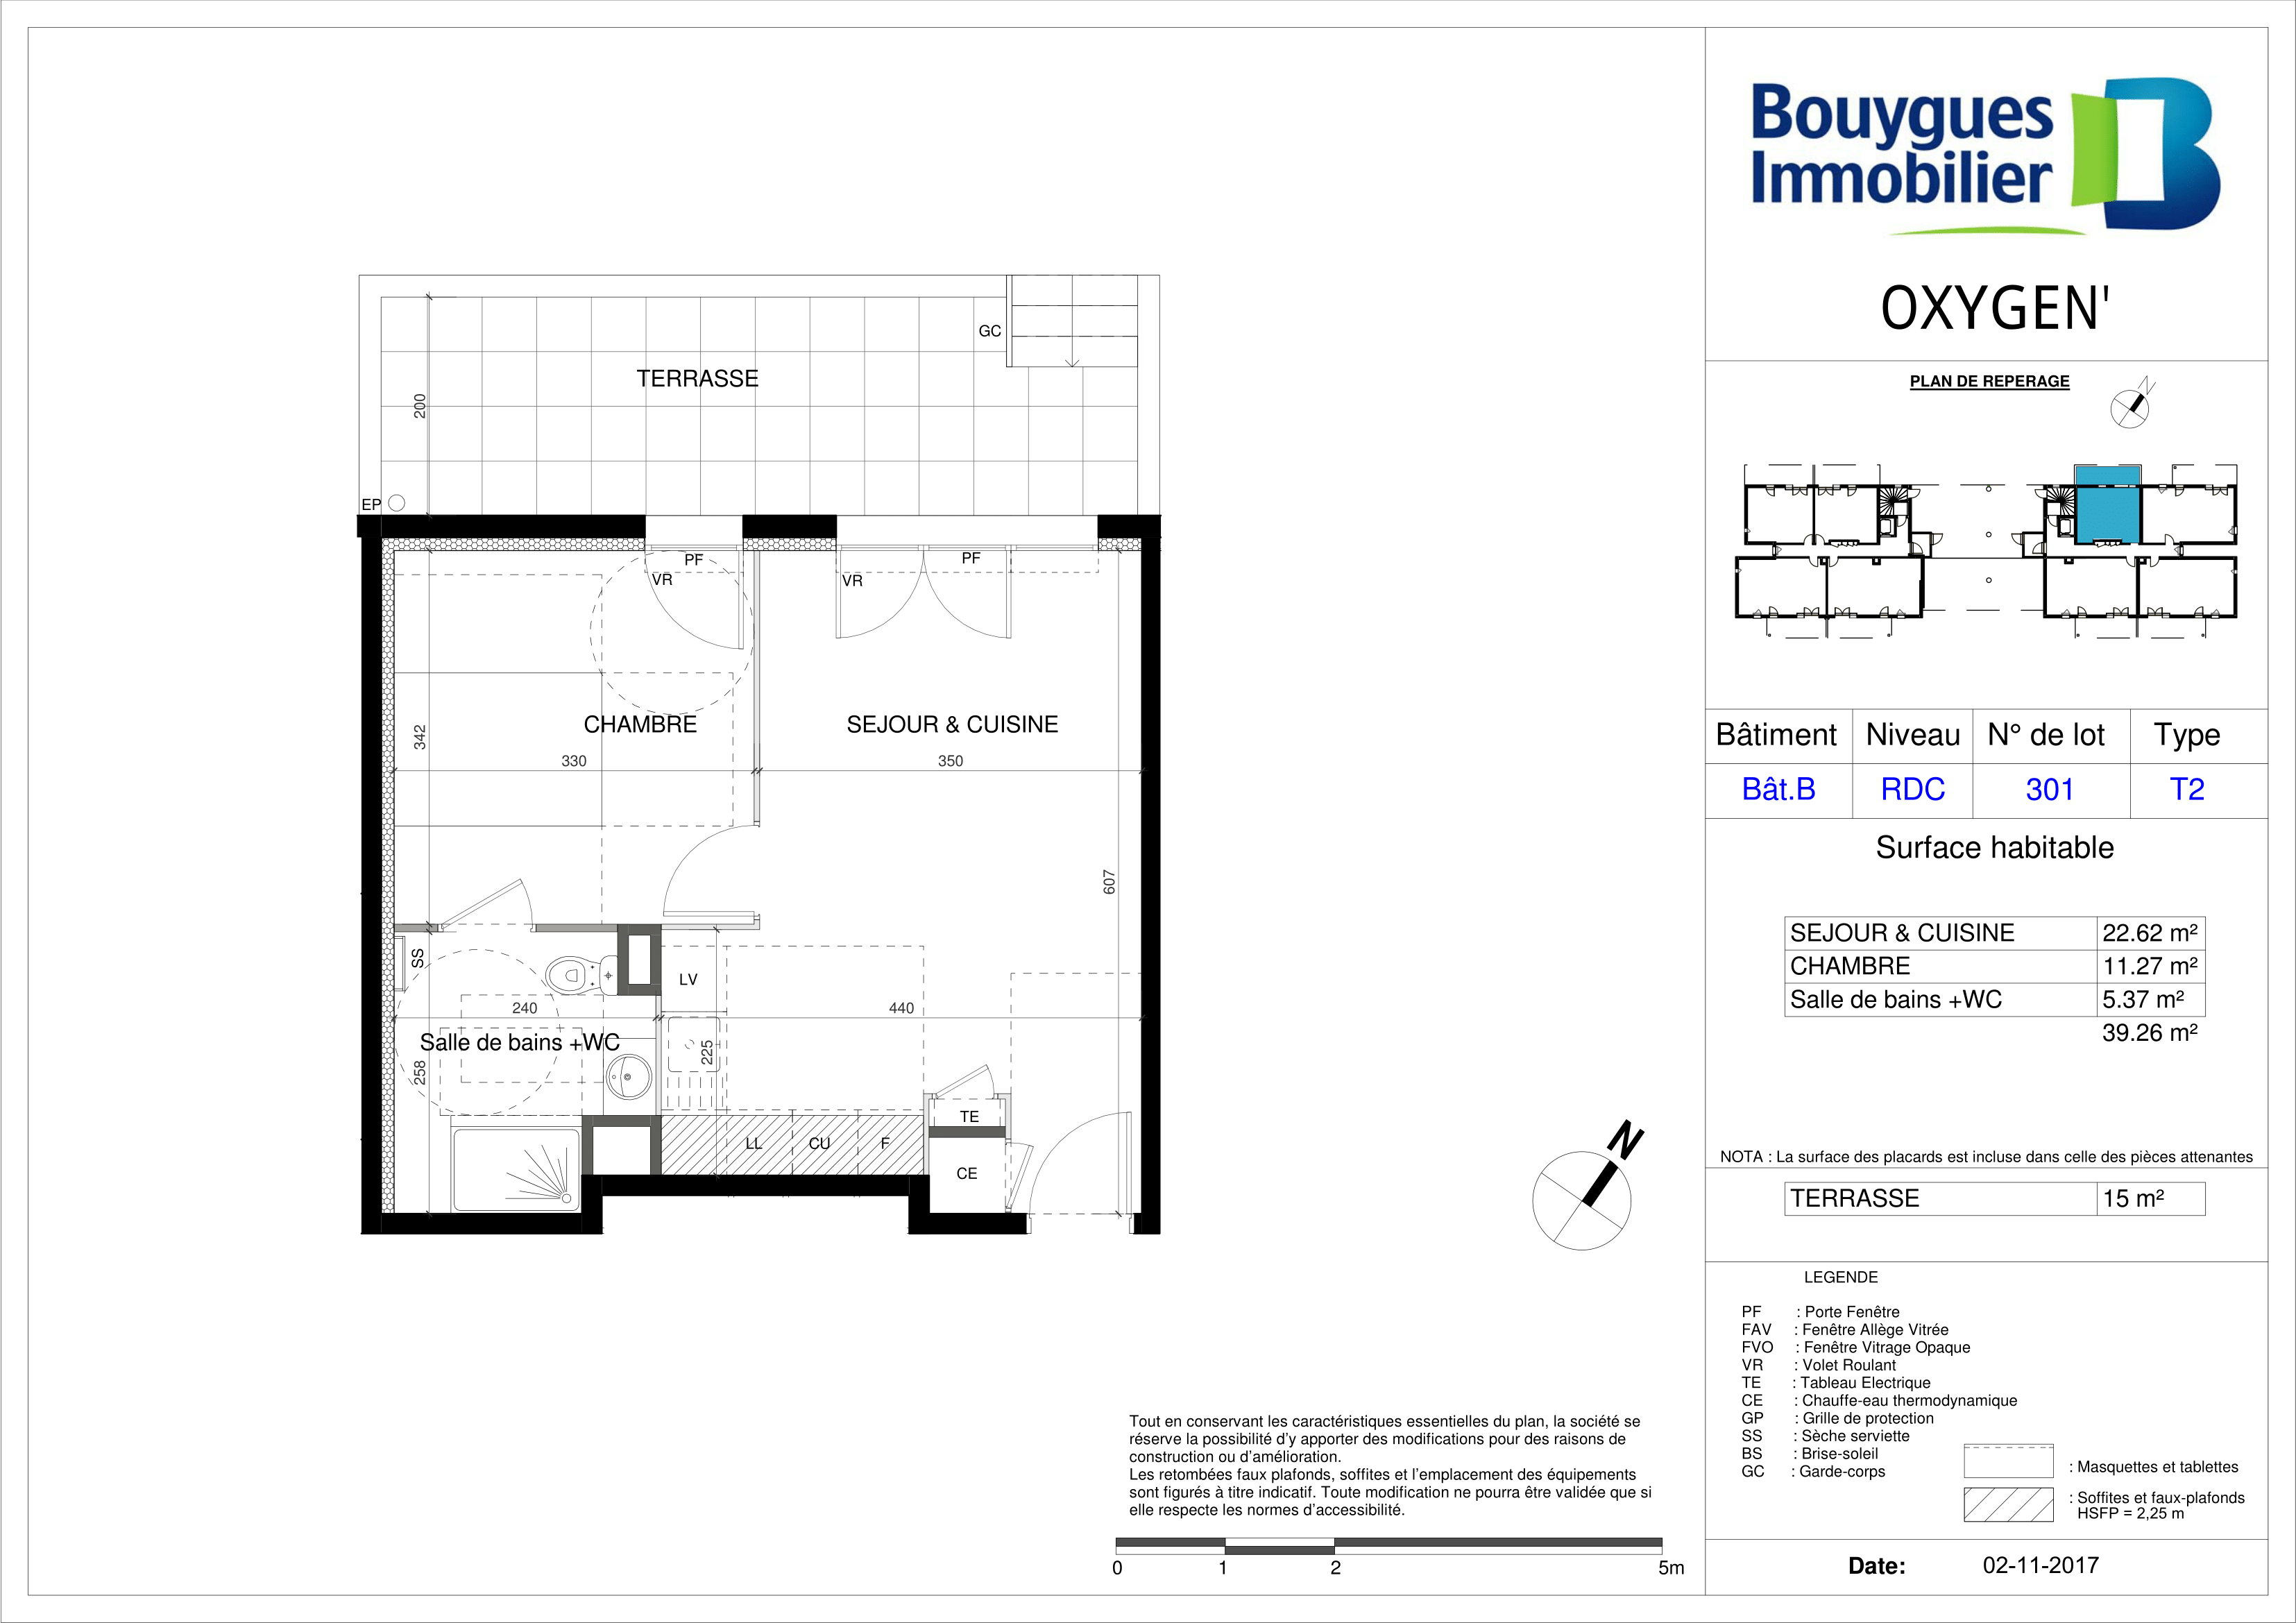 Bouygues
Immobilier
OXYGEN'
PLAN DE REPERAGE
N
Bâtiment Niveau N° de lot Type
Bât.B RDC 301 T2
Surface habitable
SEJOUR & CUISINE 22.62 m²
CHAMBRE 11.27 m²
Salle de bains +WC 5.37 m²
39.26 m²
NOTA : La surface des placards est incluse dans celle des pièces attenantes
TERRASSE 15 m²
LEGENDE
PF : Porte Fenêtre
FAV : Fenêtre Allège Vitrée
FVO : Fenêtre Vitrage Opaque
VR : Volet Roulant
TE : Tableau Electrique
CE : Chauffe-eau thermodynamique
GP : Grille de protection
SS : Sèche serviette
BS : Brise-soleil
GC : Garde-corps
: Masquettes et tablettes
: Soffites et faux-plafonds
HSFP = 2,25 m
Date: 02-11-2017
GC
TERRASSE
200
EP
PF
VR
PF
VR
CHAMBRE
SEJOUR & CUISINE
342
330
350
607
SS
LV
240
440
Salle de bains +WC
258
225
TE
LL
CU
F
CE
N
Tout en conservant les caractéristiques essentielles du plan, la société se
réserve la possibilité d'y apporter des modifications pour des raisons de
construction ou d'amélioration.
Les retombées faux plafonds, soffites et l'emplacement des équipements
sont figurés à titre indicatif. Toute modification ne pourra être validée que si
elle respecte les normes d'accessibilité.
0 1 2 5m